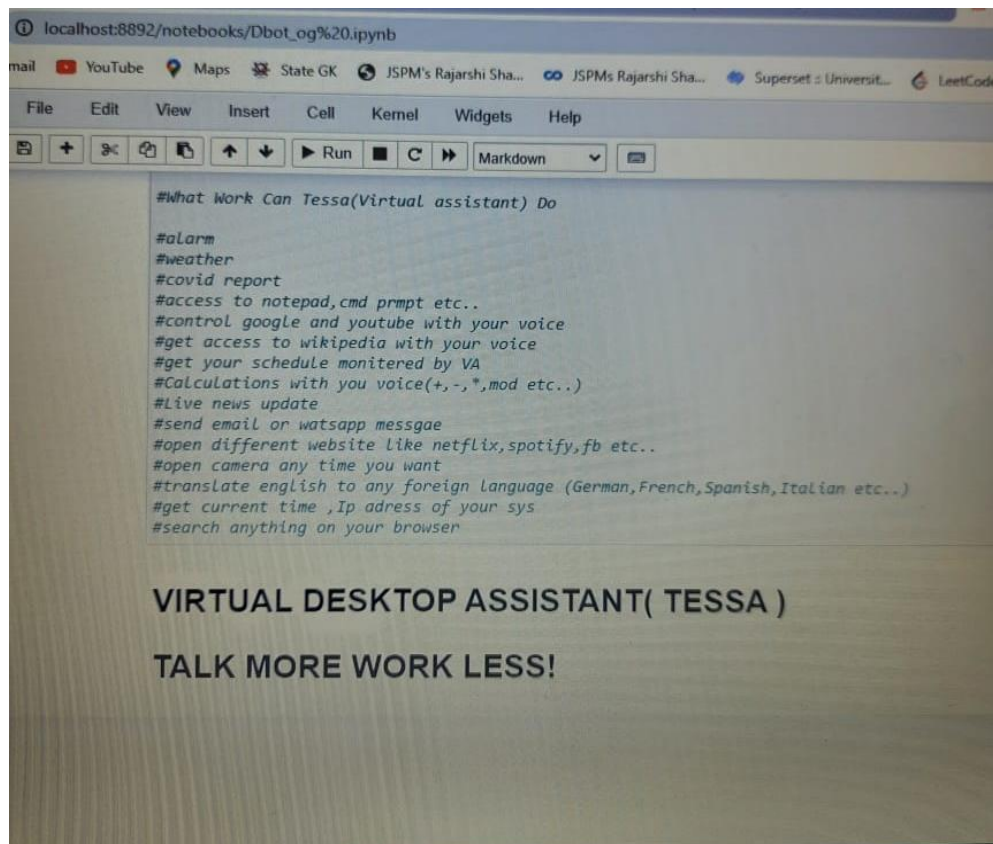 localhost:8892/notebooks/Dbot_og%20.ipynb
mail YouTube Maps State GK JSPM's Rajarshi Sha... JSPMs Rajarshi Sha... Superset :: Universit... LeetCode
File Edit View Insert Cell Kernel Widgets Help
Run Markdown
#What Work Can Tessa(Virtual assistant) Do
#alarm
#weather
#covid report
#access to notepad,cmd prmpt etc..
#control google and youtube with your voice
#get access to wikipedia with your voice
#get your schedule monitered by VA
#Calculations with you voice(+,-,*,mod etc..)
#Live news update
#send email or watsapp messgae
#open different website like netflix,spotify,fb etc..
#open camera any time you want
#translate english to any foreign language (German,French,Spanish,Italian etc..)
#get current time ,Ip adress of your sys
#search anything on your browser
VIRTUAL DESKTOP ASSISTANT( TESSA )
TALK MORE WORK LESS!